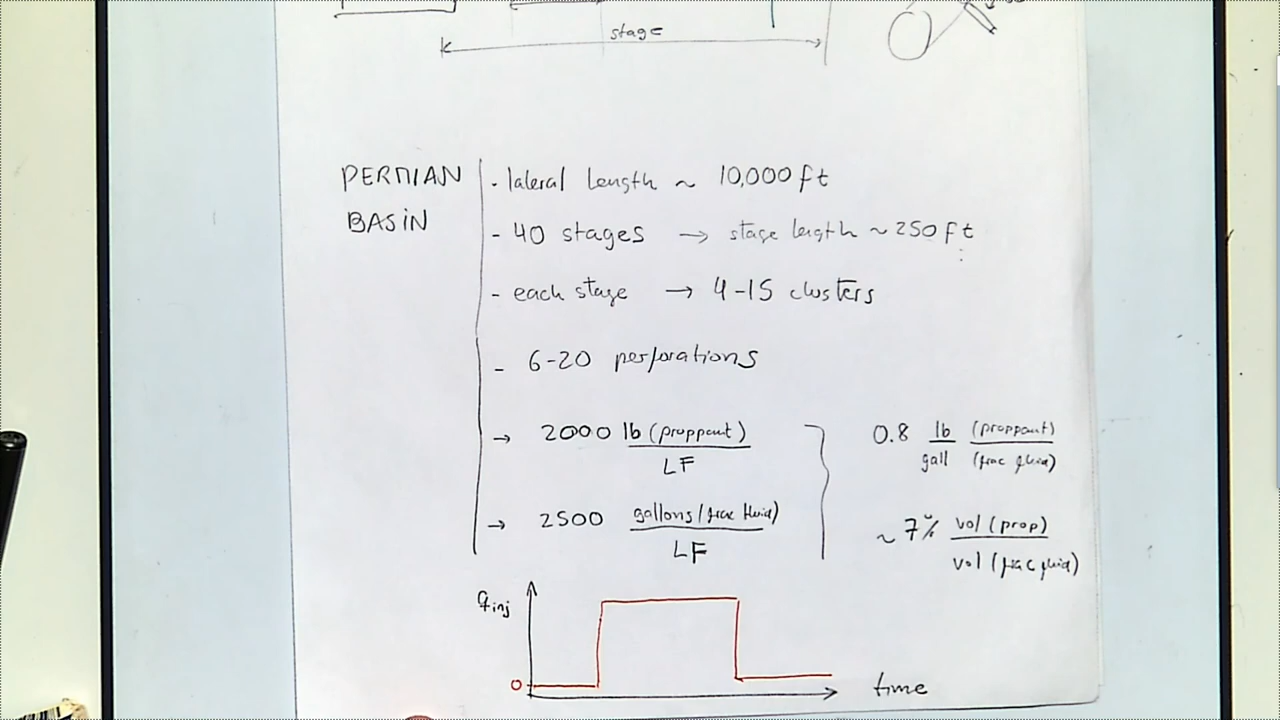 stage
PERMIAN
BASIN
- lateral length ~ 10,000 ft
- 40 stages → stage length ~ 250 ft
- each stage → 4-15 clusters
- 6-20 perforations
→ 2000 lb (proppant)
LF
0.8 lb (proppant)
gall (frac fluid)
→ 2500 gallons (frac fluid)
LF
~ 7% vol (prop)
vol (frac fluid)
q inj
0
time